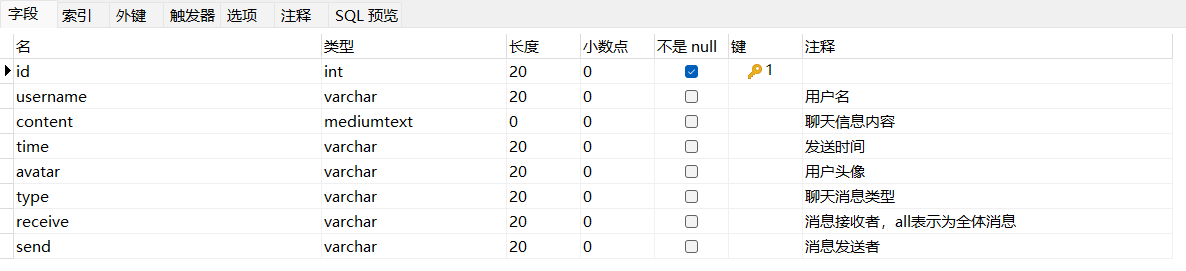 字段 索引 外键 触发器 选项 注释 SQL 预览
名 类型 长度 小数点 不是 null 键 注释
id int 20 0 1
username varchar 20 0 用户名
content mediumtext 0 0 聊天信息内容
time varchar 20 0 发送时间
avatar varchar 20 0 用户头像
type varchar 20 0 聊天消息类型
receive varchar 20 0 消息接收者，all表示为全体消息
send varchar 20 0 消息发送者